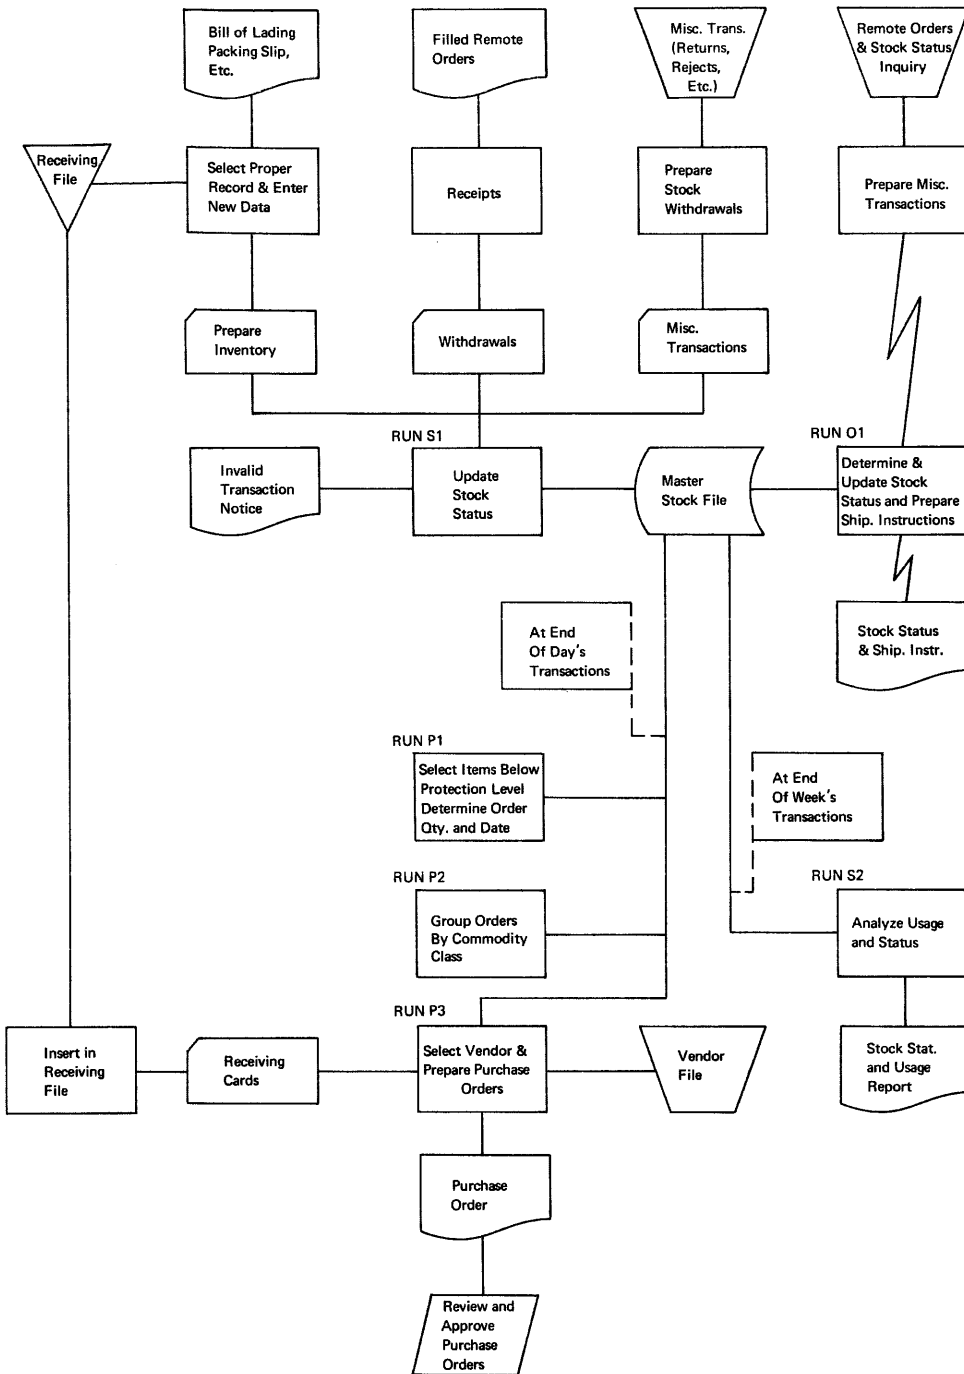 Bill of Lading
Packing Slip,
Etc.
Filled Remote
Orders
Misc. Trans.
(Returns,
Rejects,
Etc.)
Remote Orders
& Stock Status
Inquiry
Receiving
File
Select Proper
Record & Enter
New Data
Receipts
Prepare
Stock
Withdrawals
Prepare Misc.
Transactions
Prepare
Inventory
Withdrawals
Misc.
Transactions
RUN S1
RUN O1
Invalid
Transaction
Notice
Update
Stock
Status
Master
Stock File
Determine &
Update Stock
Status and Prepare
Ship. Instructions
At End
Of Day's
Transactions
Stock Status
& Ship. Instr.
RUN P1
Select Items Below
Protection Level
Determine Order
Qty. and Date
At End
Of Week's
Transactions
RUN P2
RUN S2
Group Orders
By Commodity
Class
Analyze Usage
and Status
RUN P3
Insert in
Receiving
File
Receiving
Cards
Select Vendor &
Prepare Purchase
Orders
Vendor
File
Stock Stat.
and Usage
Report
Purchase
Order
Review and
Approve
Purchase
Orders